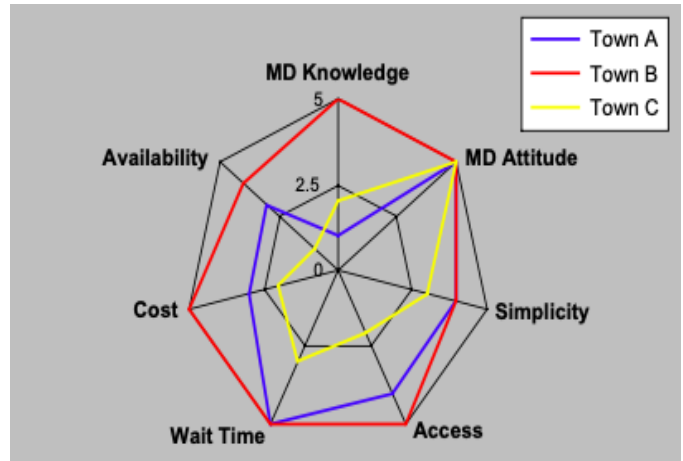 Town A
Town B
Town C
MD Knowledge
5
Availability
MD Attitude
2.5
0
Cost
Simplicity
Wait Time
Access